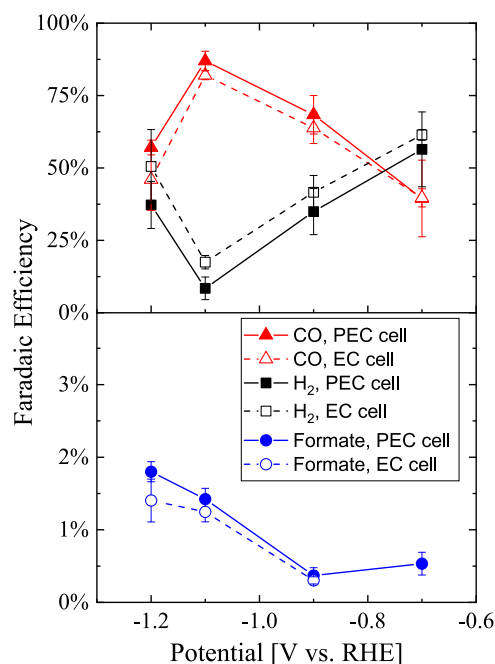 100%
75%
50%
25%
0%
Faradaic Efficiency
CO, PEC cell
CO, EC cell
H₂, PEC cell
H₂, EC cell
Formate, PEC cell
Formate, EC cell
3%
2%
1%
0%
-1.2
-1.0
-0.8
-0.6
Potential [V vs. RHE]